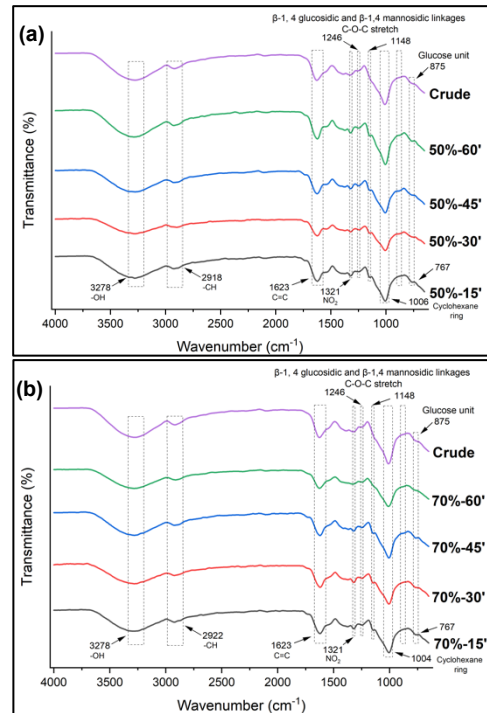 (a)
β-1, 4 glucosidic and β-1,4 mannosidic linkages
C-O-C stretch
1246
1148
Glucose unit
875
Crude
50%-60'
50%-45'
50%-30'
50%-15'
3278
-OH
2918
-CH
1623
C=C
1321
NO₂
767
1006
Cyclohexane
ring
Transmittance (%)
4000 3500 3000 2500 2000 1500 1000
Wavenumber (cm⁻¹)
(b)
β-1, 4 glucosidic and β-1,4 mannosidic linkages
C-O-C stretch
1246
1148
Glucose unit
875
Crude
70%-60'
70%-45'
70%-30'
70%-15'
3278
-OH
2922
-CH
1623
C=C
1321
NO₂
767
1004
Cyclohexane
ring
Transmittance (%)
4000 3500 3000 2500 2000 1500 1000
Wavenumber (cm⁻¹)